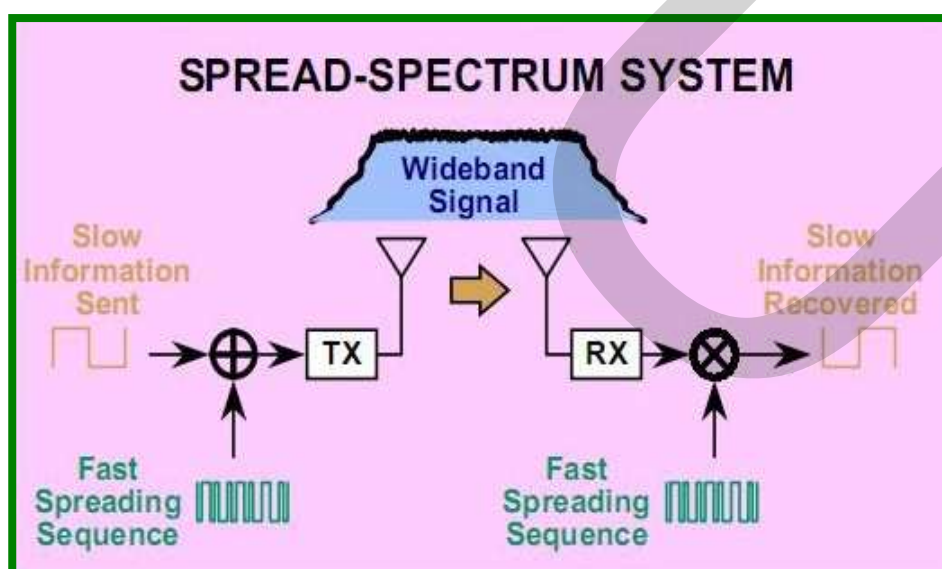 SPREAD-SPECTRUM SYSTEM
Wideband
Signal
Slow
Information
Sent
Slow
Information
Recovered
TX
RX
Fast
Spreading
Sequence
Fast
Spreading
Sequence